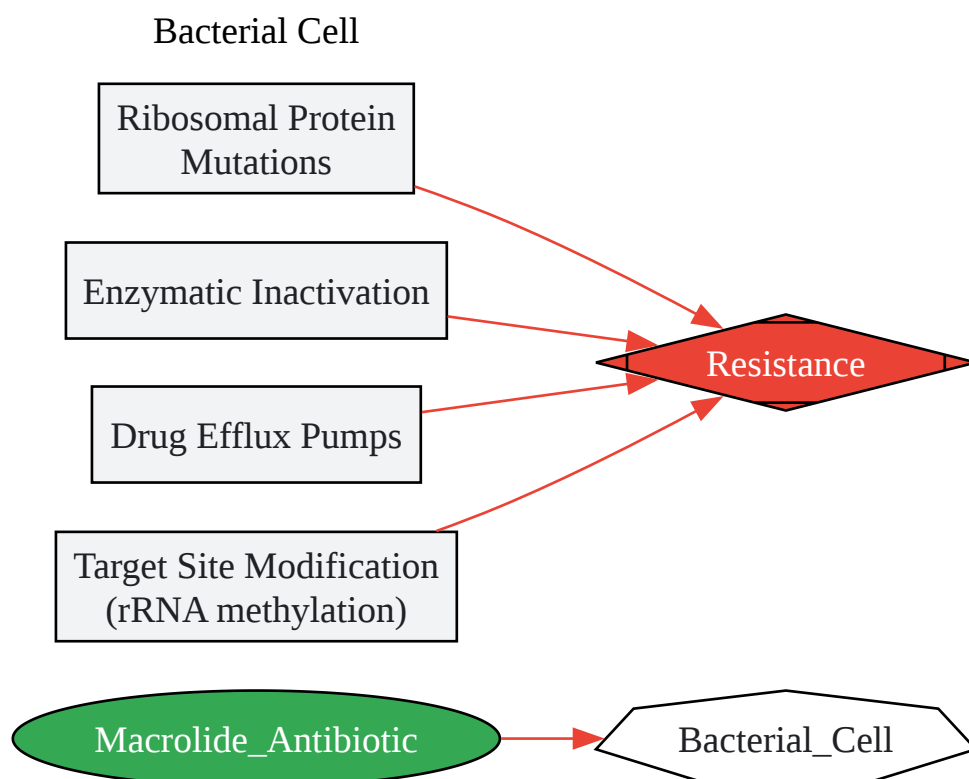 Bacterial Cell
Ribosomal Protein
Mutations
Enzymatic Inactivation
Resistance
Drug Efflux Pumps
Target Site Modification
(rRNA methylation)
Macrolide_Antibiotic
Bacterial_Cell